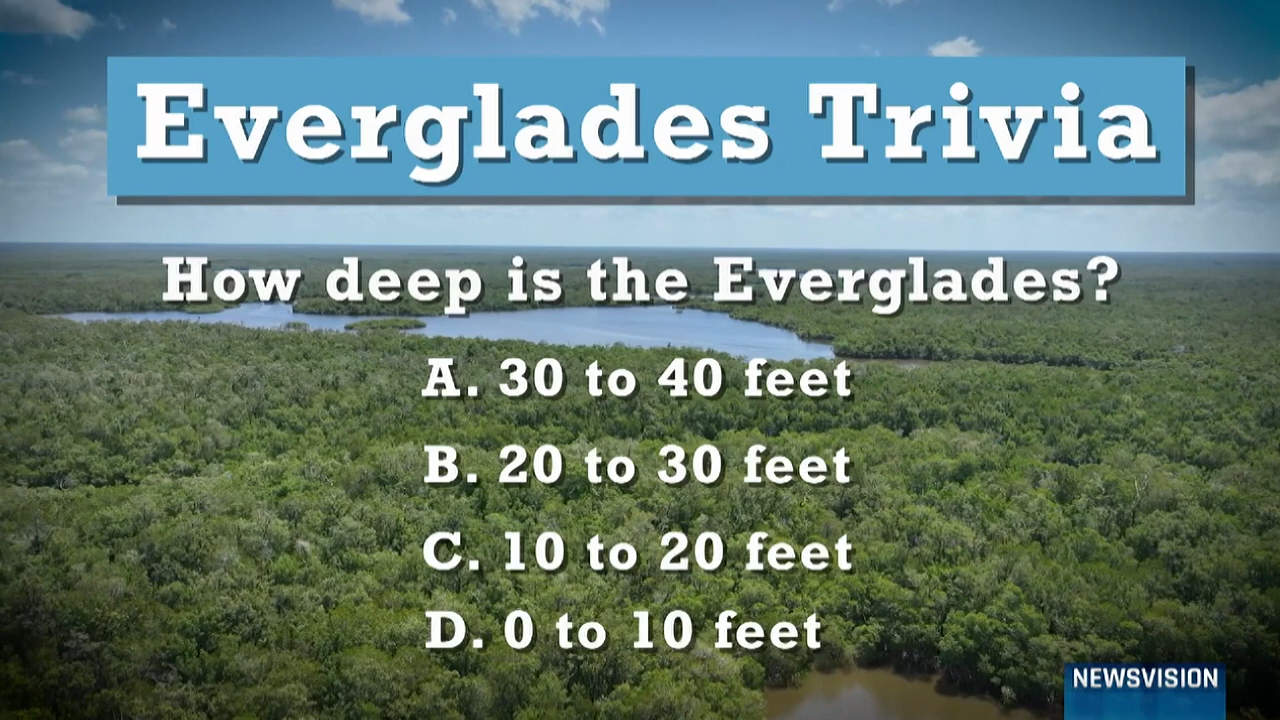 Everglades Trivia
How deep is the Everglades?
A. 30 to 40 feet
B. 20 to 30 feet
C. 10 to 20 feet
D. 0 to 10 feet
NEWSVISION